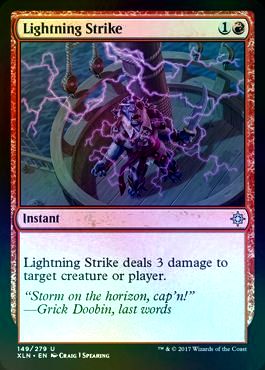 Lightning Strike 1
Instant
Lightning Strike deals 3 damage to
target creature or player.
“Storm on the horizon, cap’n!”
—Grick Doobin, last words
149/279 U
XLN • EN Craig J Spearing
™ & © 2017 Wizards of the Coast